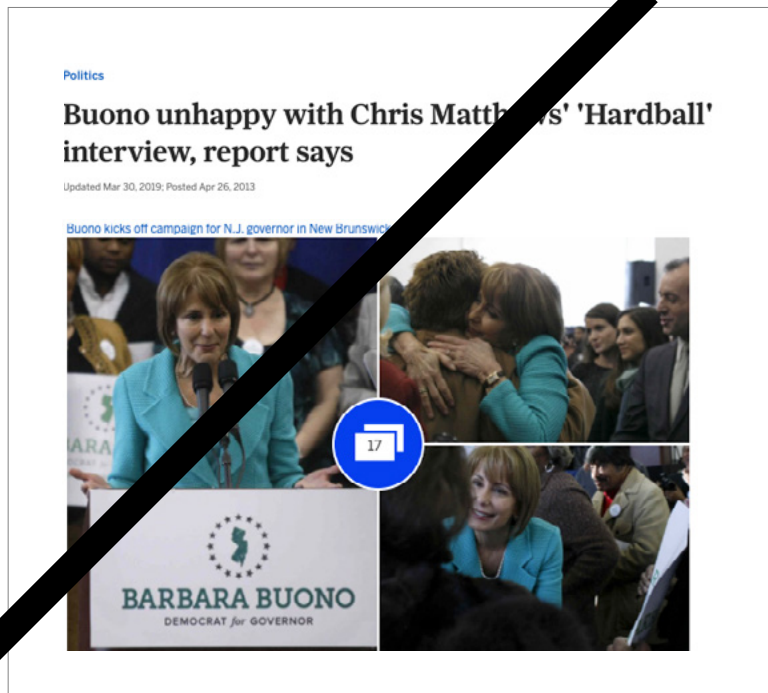 Politics
Buono unhappy with Chris Matthews' 'Hardball'
interview, report says
Updated Mar 30, 2019; Posted Apr 26, 2013
Buono kicks off campaign for N.J. governor in New Brunswick
17
BARBARA BUONO
DEMOCRAT for GOVERNOR